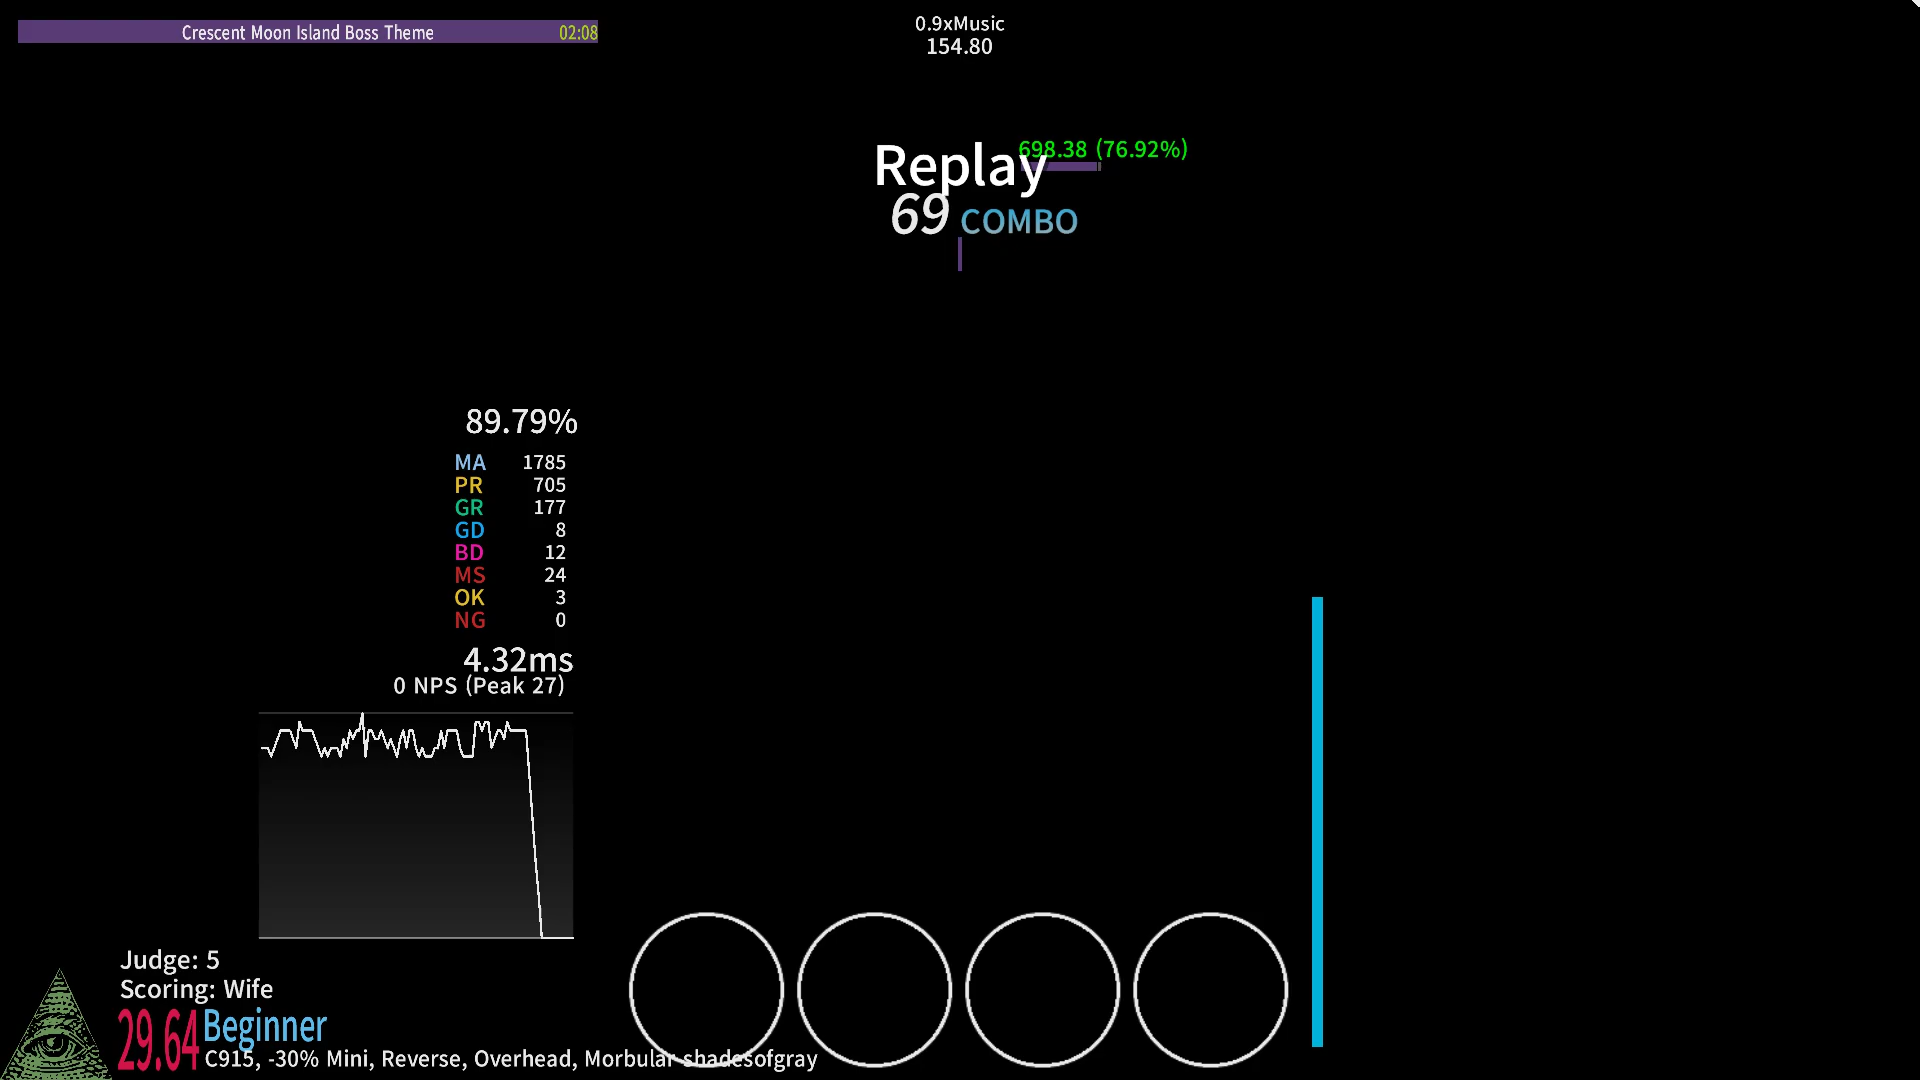 Crescent Moon Island Boss Theme 02:08
0.9xMusic
154.80
698.38 (76.92%)
Replay
69 COMBO
89.79%
MA 1785
PR 705
GR 177
GD 8
BD 12
MS 24
OK 3
NG 0
4.32ms
0 NPS (Peak 27)
Judge: 5
Scoring: Wife
29.64 Beginner
C915, -30% Mini, Reverse, Overhead, Morbular-shadesofgray